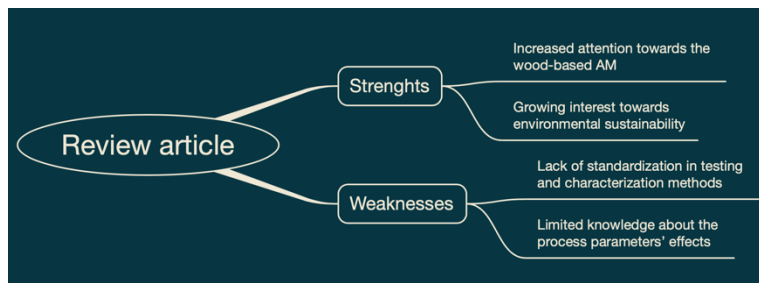 Review article
Strenghts
Increased attention towards the
wood-based AM
Growing interest towards
environmental sustainability
Weaknesses
Lack of standardization in testing
and characterization methods
Limited knowledge about the
process parameters' effects